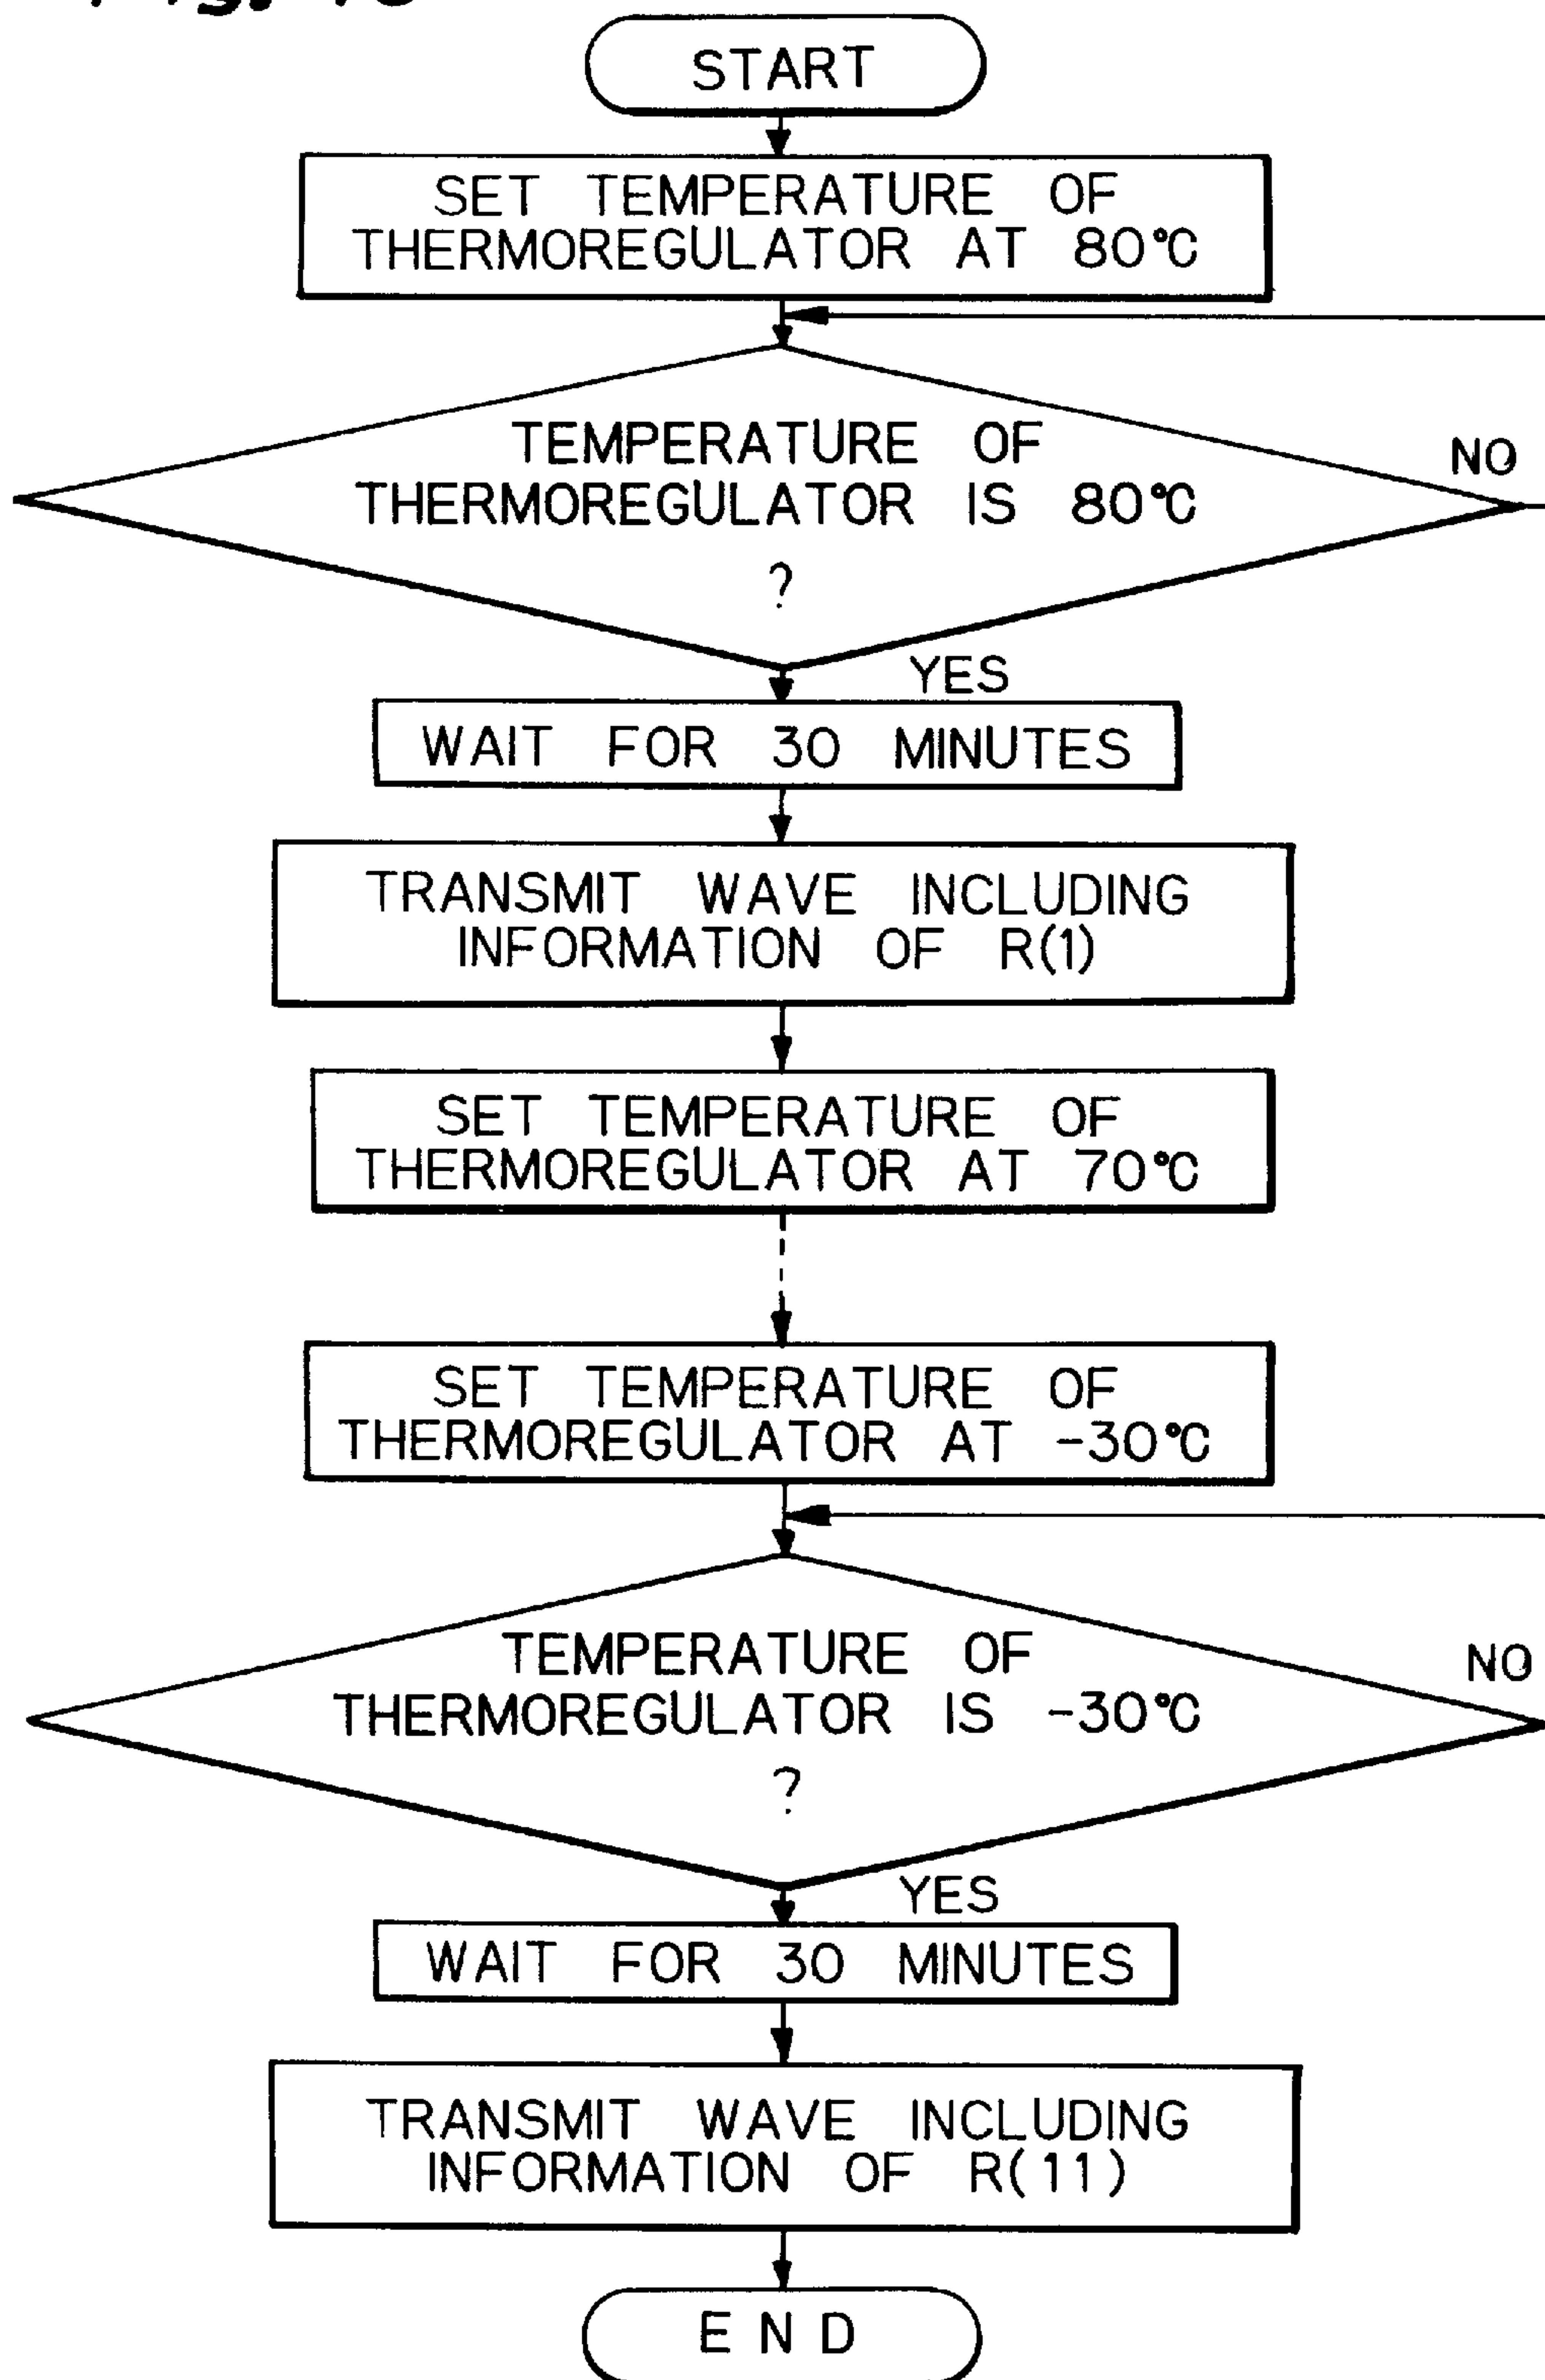 START
SET TEMPERATURE OF
THERMOREGULATOR AT 80°C
TEMPERATURE OF
THERMOREGULATOR IS 80°C
?
NO
YES
WAIT FOR 30 MINUTES
TRANSMIT WAVE INCLUDING
INFORMATION OF R(1)
SET TEMPERATURE OF
THERMOREGULATOR AT 70°C
SET TEMPERATURE OF
THERMOREGULATOR AT -30°C
TEMPERATURE OF
THERMOREGULATOR IS -30°C
?
NO
YES
WAIT FOR 30 MINUTES
TRANSMIT WAVE INCLUDING
INFORMATION OF R(11)
END